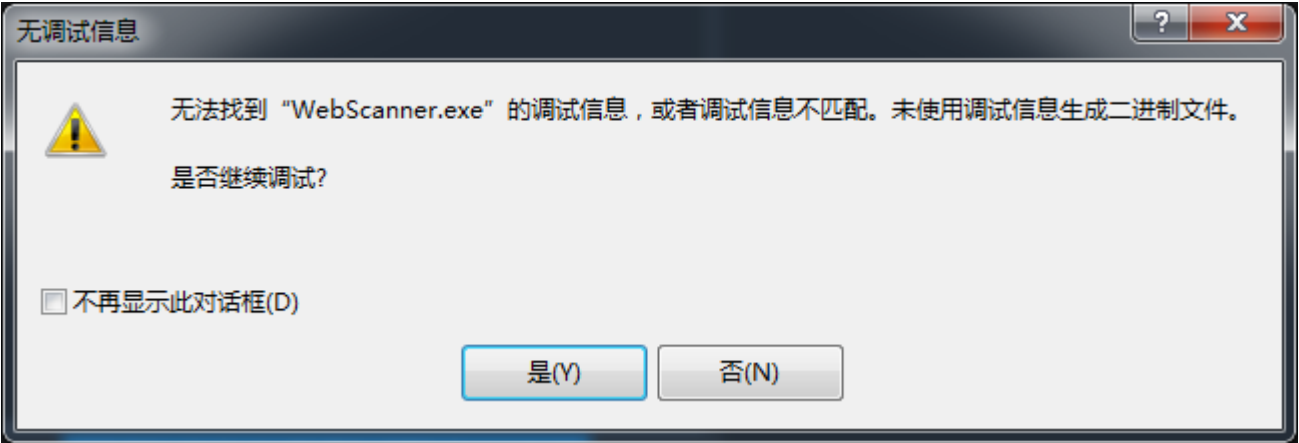 无调试信息
无法找到“WebScanner.exe”的调试信息，或者调试信息不匹配。未使用调试信息生成二进制文件。
是否继续调试?
不再显示此对话框(D)
是(Y)
否(N)